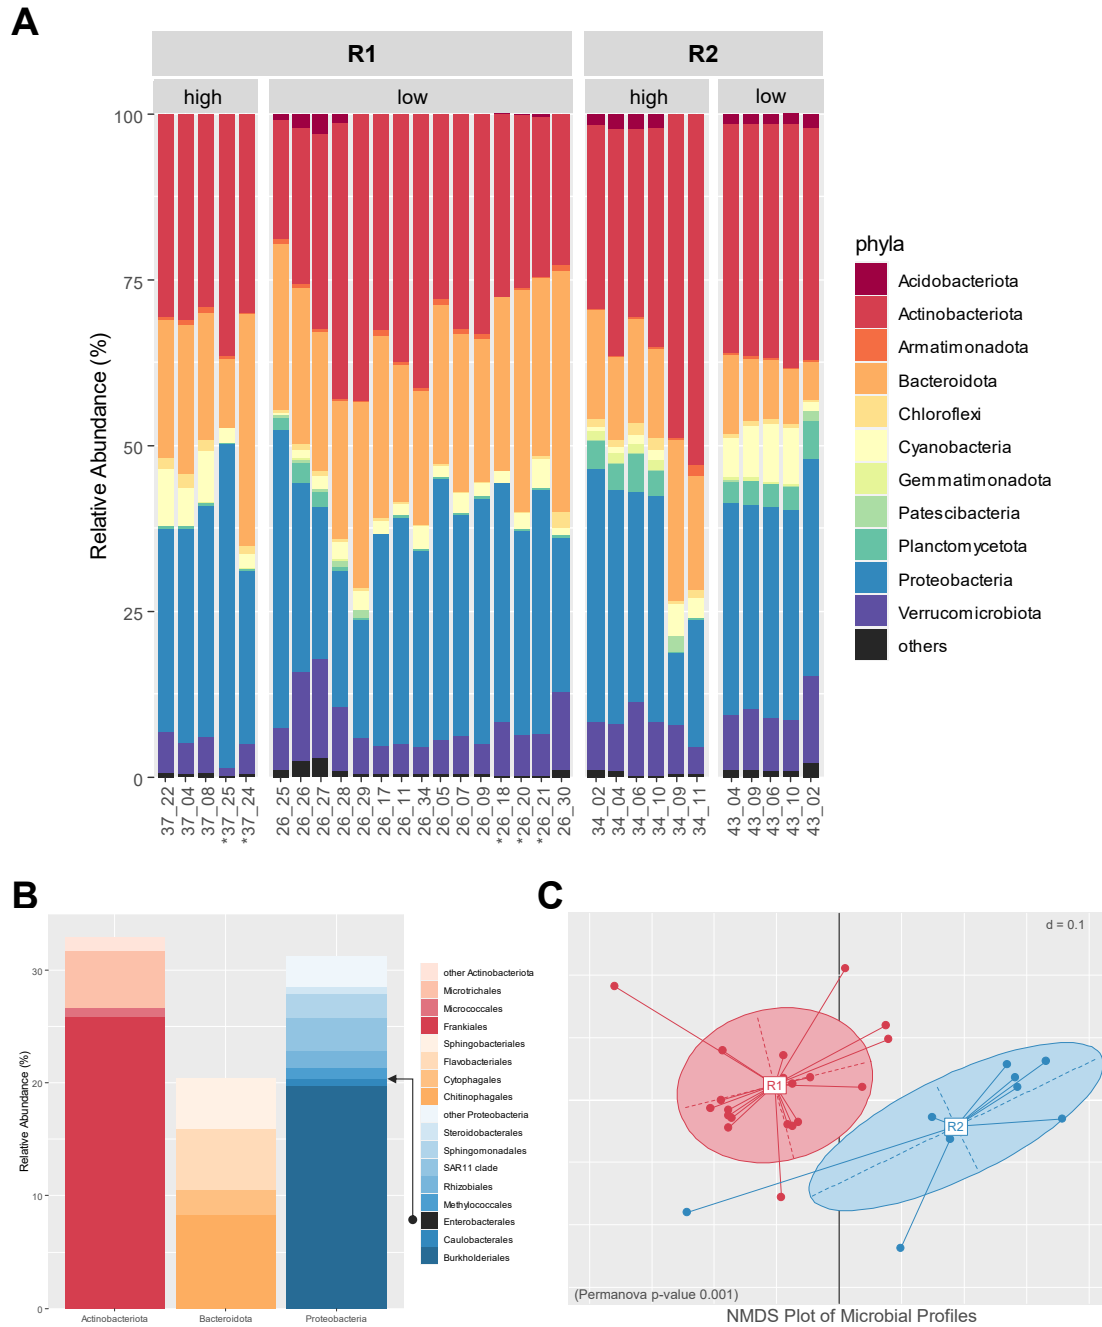 A
R1
R2
high
low
high
low
Relative Abundance (%)
100
75
50
25
0
37_22
37_04
37_08
*37_25
*37_24
26_25
26_26
26_27
26_28
26_29
26_17
26_11
26_34
26_05
26_07
26_09
*26_18
*26_20
*26_21
26_30
34_02
34_04
34_06
34_10
34_09
34_11
43_04
43_09
43_06
43_10
43_02
phyla
Acidobacteriota
Actinobacteriota
Armatimonadota
Bacteroidota
Chloroflexi
Cyanobacteria
Gemmatimonadota
Patescibacteria
Planctomycetota
Proteobacteria
Verrucomicrobiota
others
B
Relative Abundance (%)
30
20
10
0
Actinobacteriota
Bacteroidota
Proteobacteria
other Actinobacteriota
Microtrichales
Micrococcales
Frankiales
Sphingobacteriales
Flavobacteriales
Cytophagales
Chitinophagales
other Proteobacteria
Steroidobacterales
Sphingomonadales
SAR11 clade
Rhizobiales
Methylococcales
Enterobacterales
Caulobacterales
Burkholderiales
C
d = 0.1
R1
R2
(Permanova p-value 0.001)
NMDS Plot of Microbial Profiles